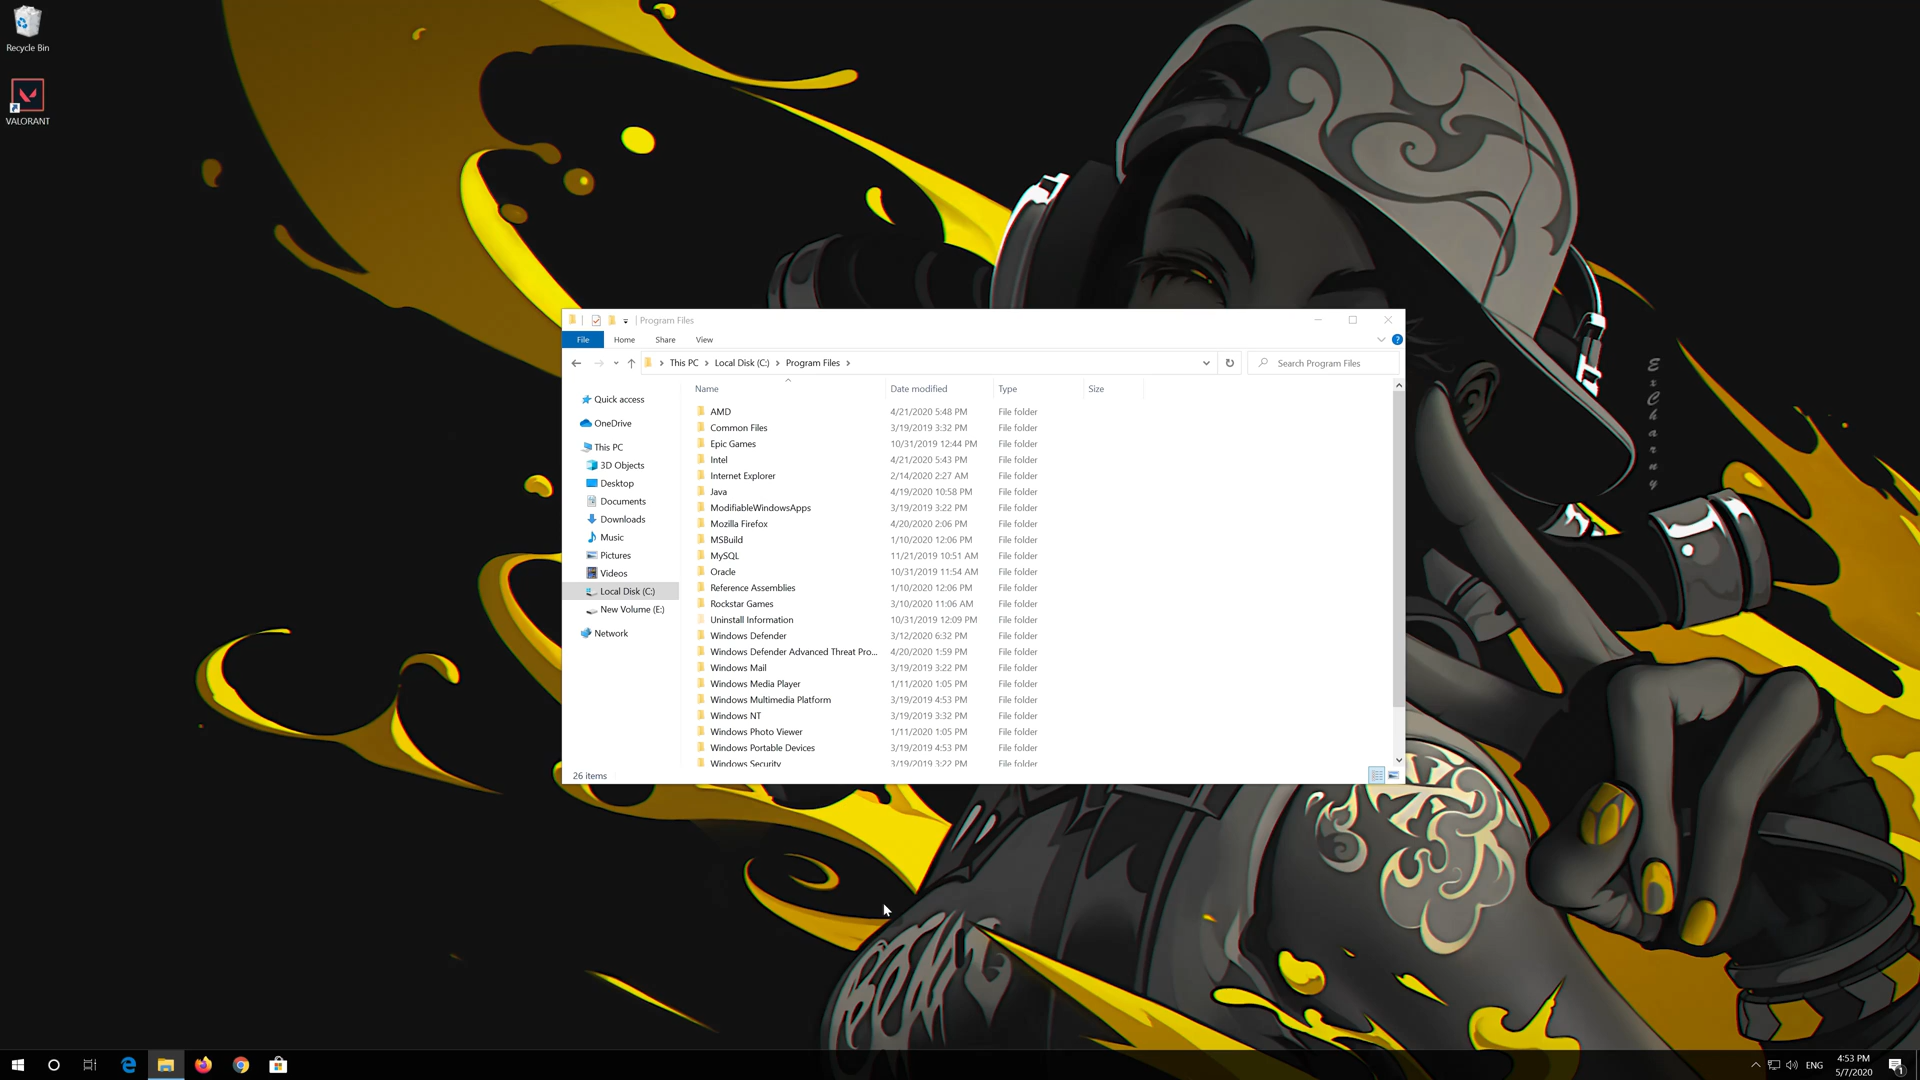 Recycle Bin
VALORANT
Program Files
File Home Share View
This PC Local Disk (C:) Program Files
Search Program Files
Name Date modified Type Size
Quick access
OneDrive
This PC
3D Objects
Desktop
Documents
Downloads
Music
Pictures
Videos
Local Disk (C:)
New Volume (E:)
Network
AMD 4/21/2020 5:48 PM File folder
Common Files 3/19/2019 3:32 PM File folder
Epic Games 10/31/2019 12:44 PM File folder
Intel 4/21/2020 5:43 PM File folder
Internet Explorer 2/14/2020 2:27 AM File folder
Java 4/19/2020 10:58 PM File folder
ModifiableWindowsApps 3/19/2019 3:22 PM File folder
Mozilla Firefox 4/20/2020 2:06 PM File folder
MSBuild 1/10/2020 12:06 PM File folder
MySQL 11/21/2019 10:51 AM File folder
Oracle 10/31/2019 11:54 AM File folder
Reference Assemblies 1/10/2020 12:06 PM File folder
Rockstar Games 3/10/2020 11:06 AM File folder
Uninstall Information 10/31/2019 12:09 PM File folder
Windows Defender 3/12/2020 6:32 PM File folder
Windows Defender Advanced Threat Pro... 4/20/2020 1:59 PM File folder
Windows Mail 3/19/2019 3:22 PM File folder
Windows Media Player 1/11/2020 1:05 PM File folder
Windows Multimedia Platform 3/19/2019 4:53 PM File folder
Windows NT 3/19/2019 3:32 PM File folder
Windows Photo Viewer 1/11/2020 1:05 PM File folder
Windows Portable Devices 3/19/2019 4:53 PM File folder
Windows Security 3/19/2019 3:22 PM File folder
26 items
ExCharny
ENG
4:53 PM
5/7/2020
1